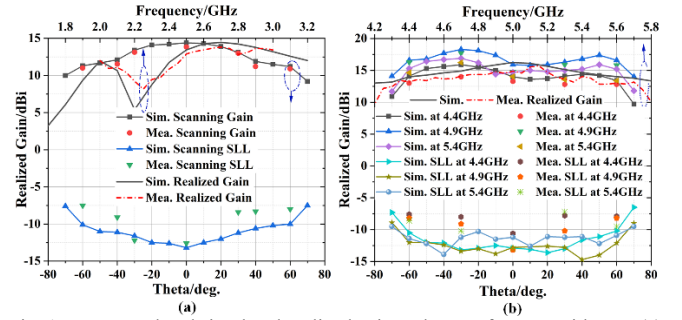 Frequency/GHz
1.8 2.0 2.2 2.4 2.6 2.8 3.0 3.2
(a)
15
10
5
0
-5
-10
-15
Realized Gain/dBi
Sim. Scanning Gain
Mea. Scanning Gain
Sim. Scanning SLL
Mea. Scanning SLL
Sim. Realized Gain
Mea. Realized Gain
-80 -60 -40 -20 0 20 40 60 80
Theta/deg.
(a)
Frequency/GHz
4.2 4.4 4.6 4.8 5.0 5.2 5.4 5.6 5.8
(b)
20
15
10
5
0
-5
-10
-15
Realized Gain/dBi
Sim. Mea. Realized Gain
Sim. at 4.4GHz Mea. at 4.4GHz
Sim. at 4.9GHz Mea. at 4.9GHz
Sim. at 5.4GHz Mea. at 5.4GHz
Sim. SLL at 4.4GHz Mea. SLL at 4.4GHz
Sim. SLL at 4.9GHz Mea. SLL at 4.9GHz
Sim. SLL at 5.4GHz Mea. SLL at 5.4GHz
-80 -60 -40 -20 0 20 40 60 80
Theta/deg.
(b)